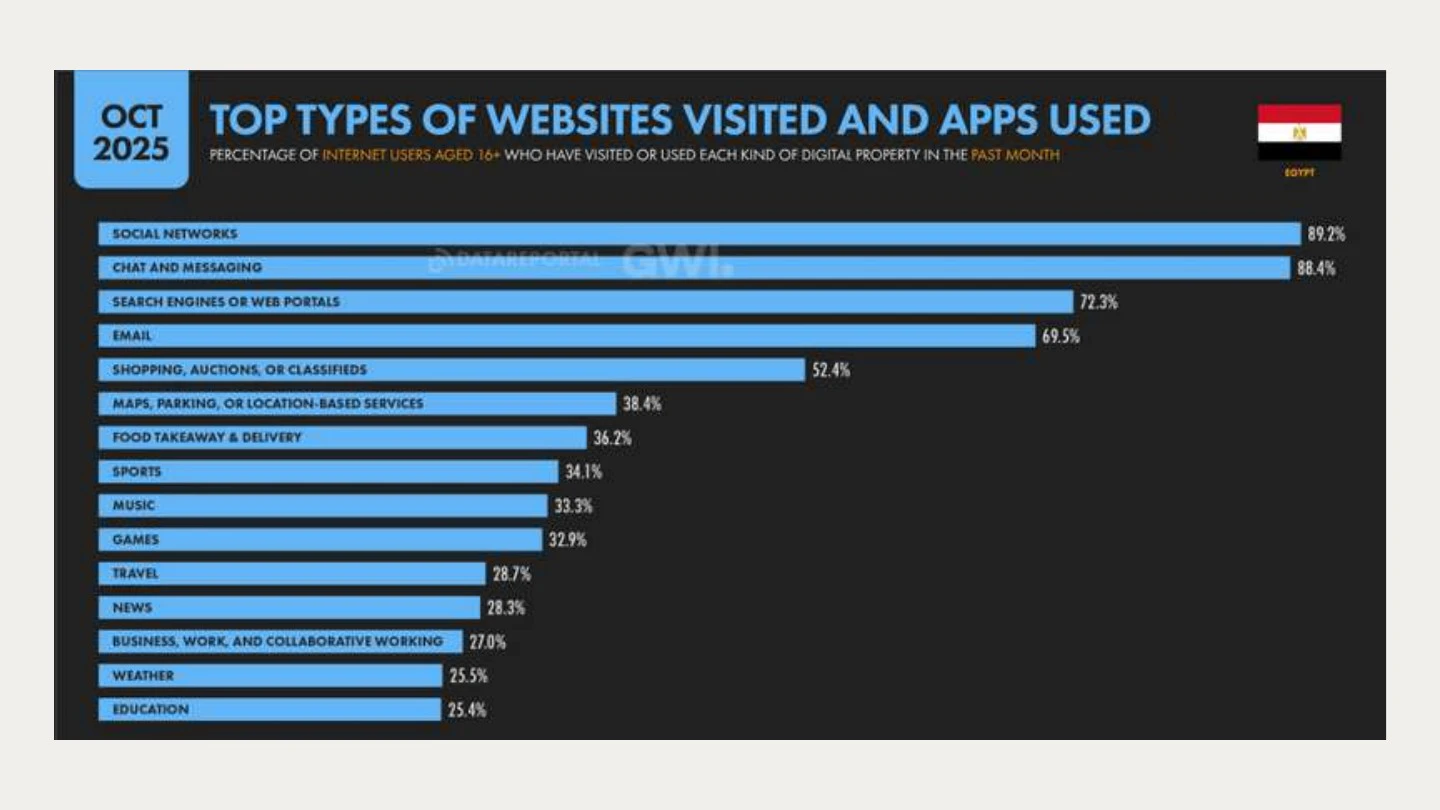 OCT
2025
TOP TYPES OF WEBSITES VISITED AND APPS USED
PERCENTAGE OF INTERNET USERS AGED 16+ WHO HAVE VISITED OR USED EACH KIND OF DIGITAL PROPERTY IN THE PAST MONTH
EGYPT
SOCIAL NETWORKS 89.2%
DATAREPORTAL GWI.
CHAT AND MESSAGING 88.4%
SEARCH ENGINES OR WEB PORTALS 72.3%
EMAIL 69.5%
SHOPPING, AUCTIONS, OR CLASSIFIEDS 52.4%
MAPS, PARKING, OR LOCATION-BASED SERVICES 38.4%
FOOD TAKEAWAY & DELIVERY 36.2%
SPORTS 34.1%
MUSIC 33.3%
GAMES 32.9%
TRAVEL 28.7%
NEWS 28.3%
BUSINESS, WORK, AND COLLABORATIVE WORKING 27.0%
WEATHER 25.5%
EDUCATION 25.4%